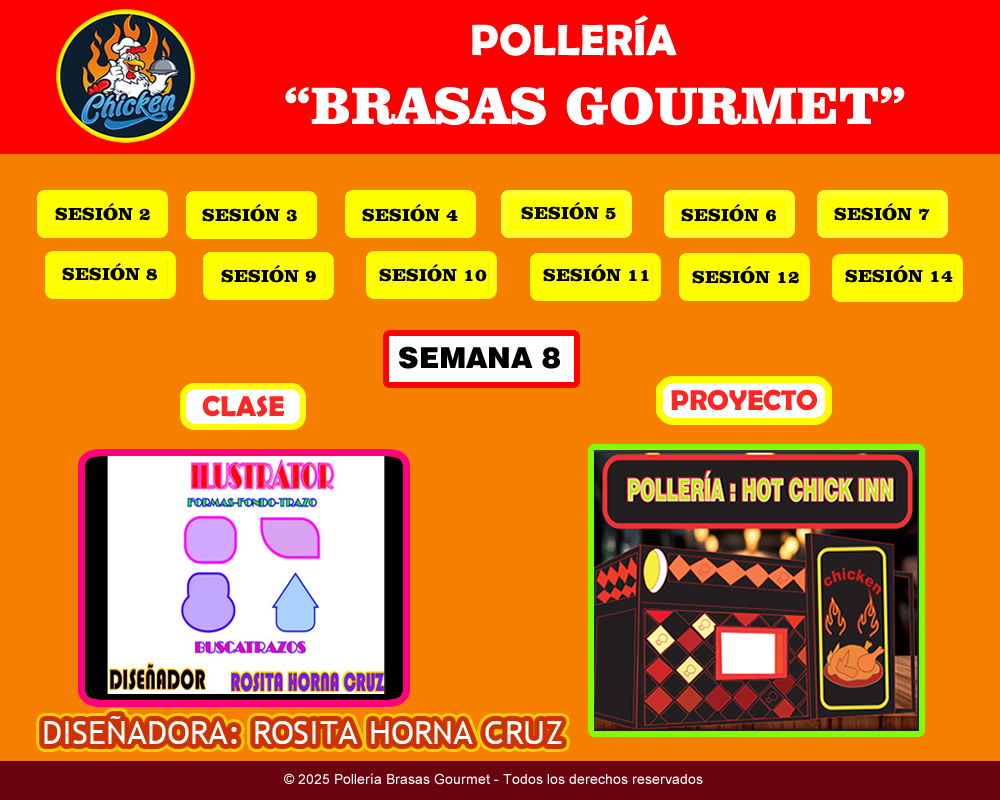 Chicken
POLLERÍA
“BRASAS GOURMET”
SESIÓN 2
SESIÓN 3
SESIÓN 4
SESIÓN 5
SESIÓN 6
SESIÓN 7
SESIÓN 8
SESIÓN 9
SESIÓN 10
SESIÓN 11
SESIÓN 12
SESIÓN 14
SEMANA 8
CLASE
PROYECTO
ILUSTRATOR
FORMAS-FONDO-TRAZO
BUSCATRAZOS
DISEÑADOR ROSITA HORNA CRUZ
POLLERÍA : HOT CHICK INN
chicken
DISEÑADORA: ROSITA HORNA CRUZ
© 2025 Pollería Brasas Gourmet - Todos los derechos reservados